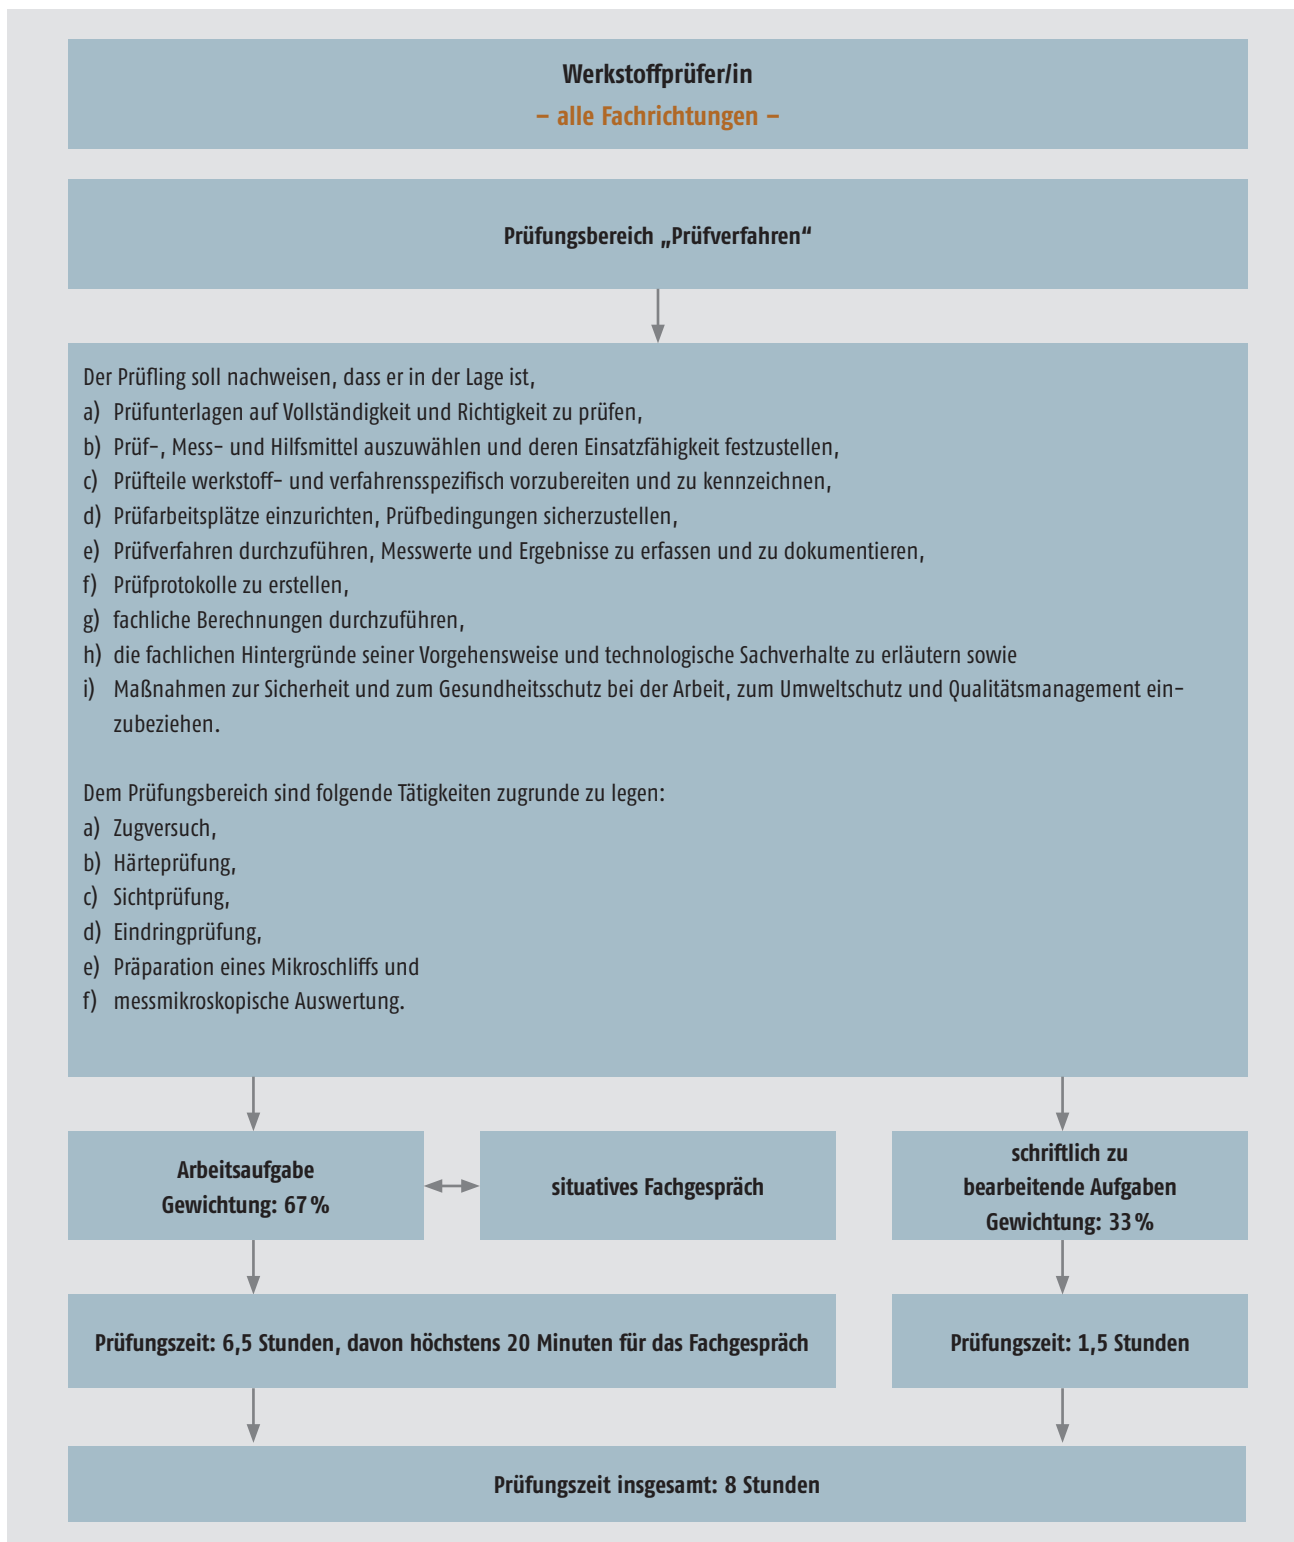 Werkstoffprüfer/in
– alle Fachrichtungen –
Prüfungsbereich „Prüfverfahren“
Der Prüfling soll nachweisen, dass er in der Lage ist,
a) Prüfunterlagen auf Vollständigkeit und Richtigkeit zu prüfen,
b) Prüf-, Mess- und Hilfsmittel auszuwählen und deren Einsatzfähigkeit festzustellen,
c) Prüfteile werkstoff- und verfahrensspezifisch vorzubereiten und zu kennzeichnen,
d) Prüfarbeitsplätze einzurichten, Prüfbedingungen sicherzustellen,
e) Prüfverfahren durchzuführen, Messwerte und Ergebnisse zu erfassen und zu dokumentieren,
f) Prüfprotokolle zu erstellen,
g) fachliche Berechnungen durchzuführen,
h) die fachlichen Hintergründe seiner Vorgehensweise und technologische Sachverhalte zu erläutern sowie
i) Maßnahmen zur Sicherheit und zum Gesundheitsschutz bei der Arbeit, zum Umweltschutz und Qualitätsmanagement ein-
zubeziehen.
Dem Prüfungsbereich sind folgende Tätigkeiten zugrunde zu legen:
a) Zugversuch,
b) Härteprüfung,
c) Sichtprüfung,
d) Eindringprüfung,
e) Präparation eines Mikroschliffs und
f) messmikroskopische Auswertung.
Arbeitsaufgabe
Gewichtung: 67 %
situatives Fachgespräch
schriftlich zu
bearbeitende Aufgaben
Gewichtung: 33 %
Prüfungszeit: 6,5 Stunden, davon höchstens 20 Minuten für das Fachgespräch
Prüfungszeit: 1,5 Stunden
Prüfungszeit insgesamt: 8 Stunden